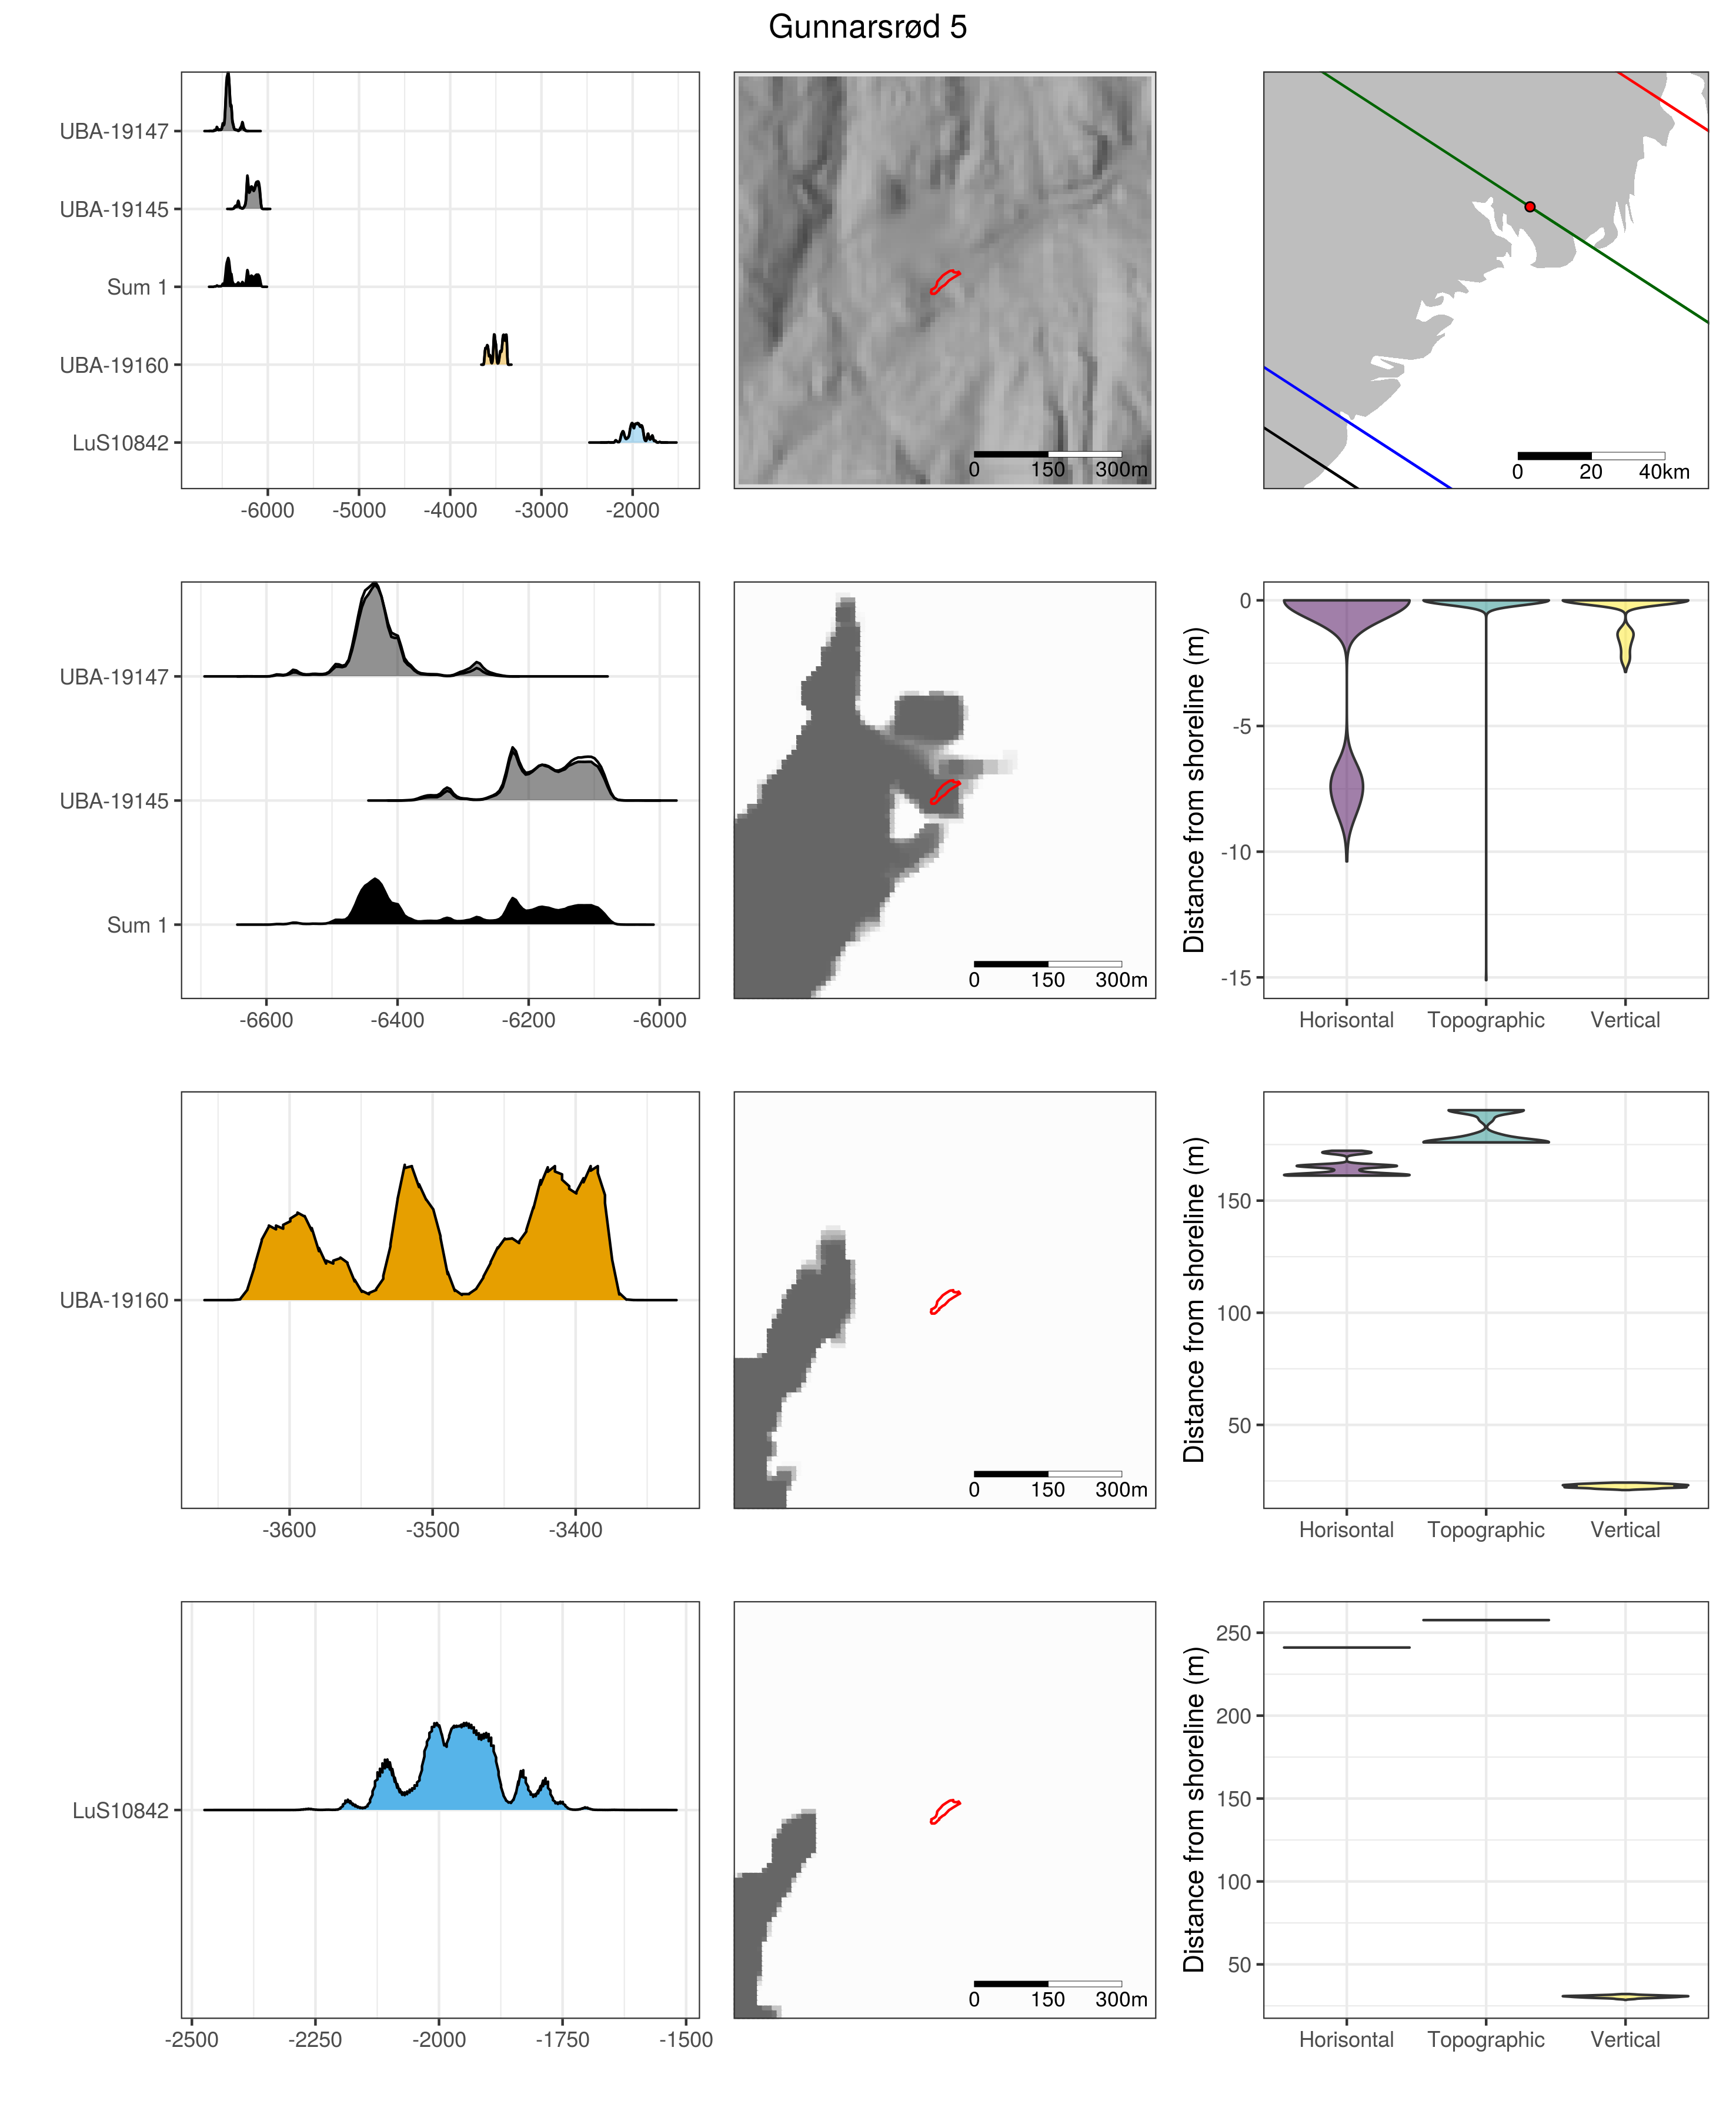 Gunnarsrød 5
UBA-19147
UBA-19145
Sum 1
UBA-19160
LuS10842
-6000 -5000 -4000 -3000 -2000
0 150 300m
0 20 40km
UBA-19147
UBA-19145
Sum 1
-6600 -6400 -6200 -6000
0 150 300m
Distance from shoreline (m)
0
-5
-10
-15
Horisontal Topographic Vertical
UBA-19160
-3600 -3500 -3400
0 150 300m
Distance from shoreline (m)
150
100
50
Horisontal Topographic Vertical
LuS10842
-2500 -2250 -2000 -1750 -1500
0 150 300m
Distance from shoreline (m)
250
200
150
100
50
Horisontal Topographic Vertical